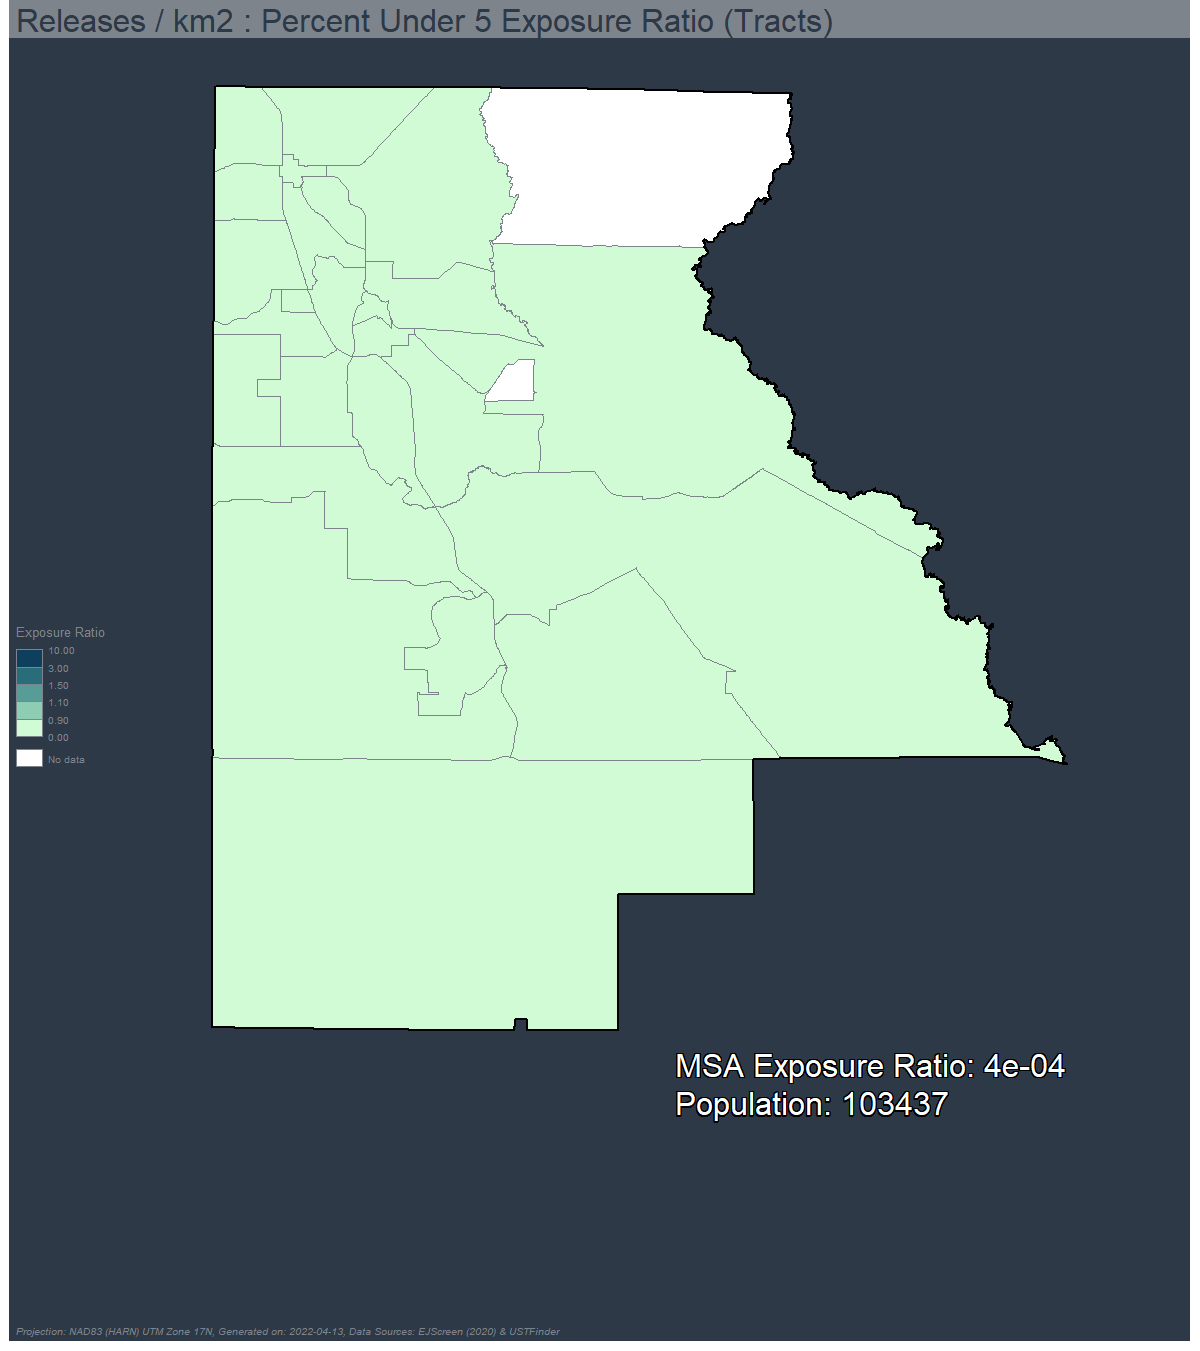 Releases / km2 : Percent Under 5 Exposure Ratio (Tracts)
Exposure Ratio
10.00
3.00
1.50
1.10
0.90
0.00
No data
MSA Exposure Ratio: 4e-04
Population: 103437
Projection: NAD83 (HARN) UTM Zone 17N, Generated on: 2022-04-13, Data Sources: EJScreen (2020) & USTFinder